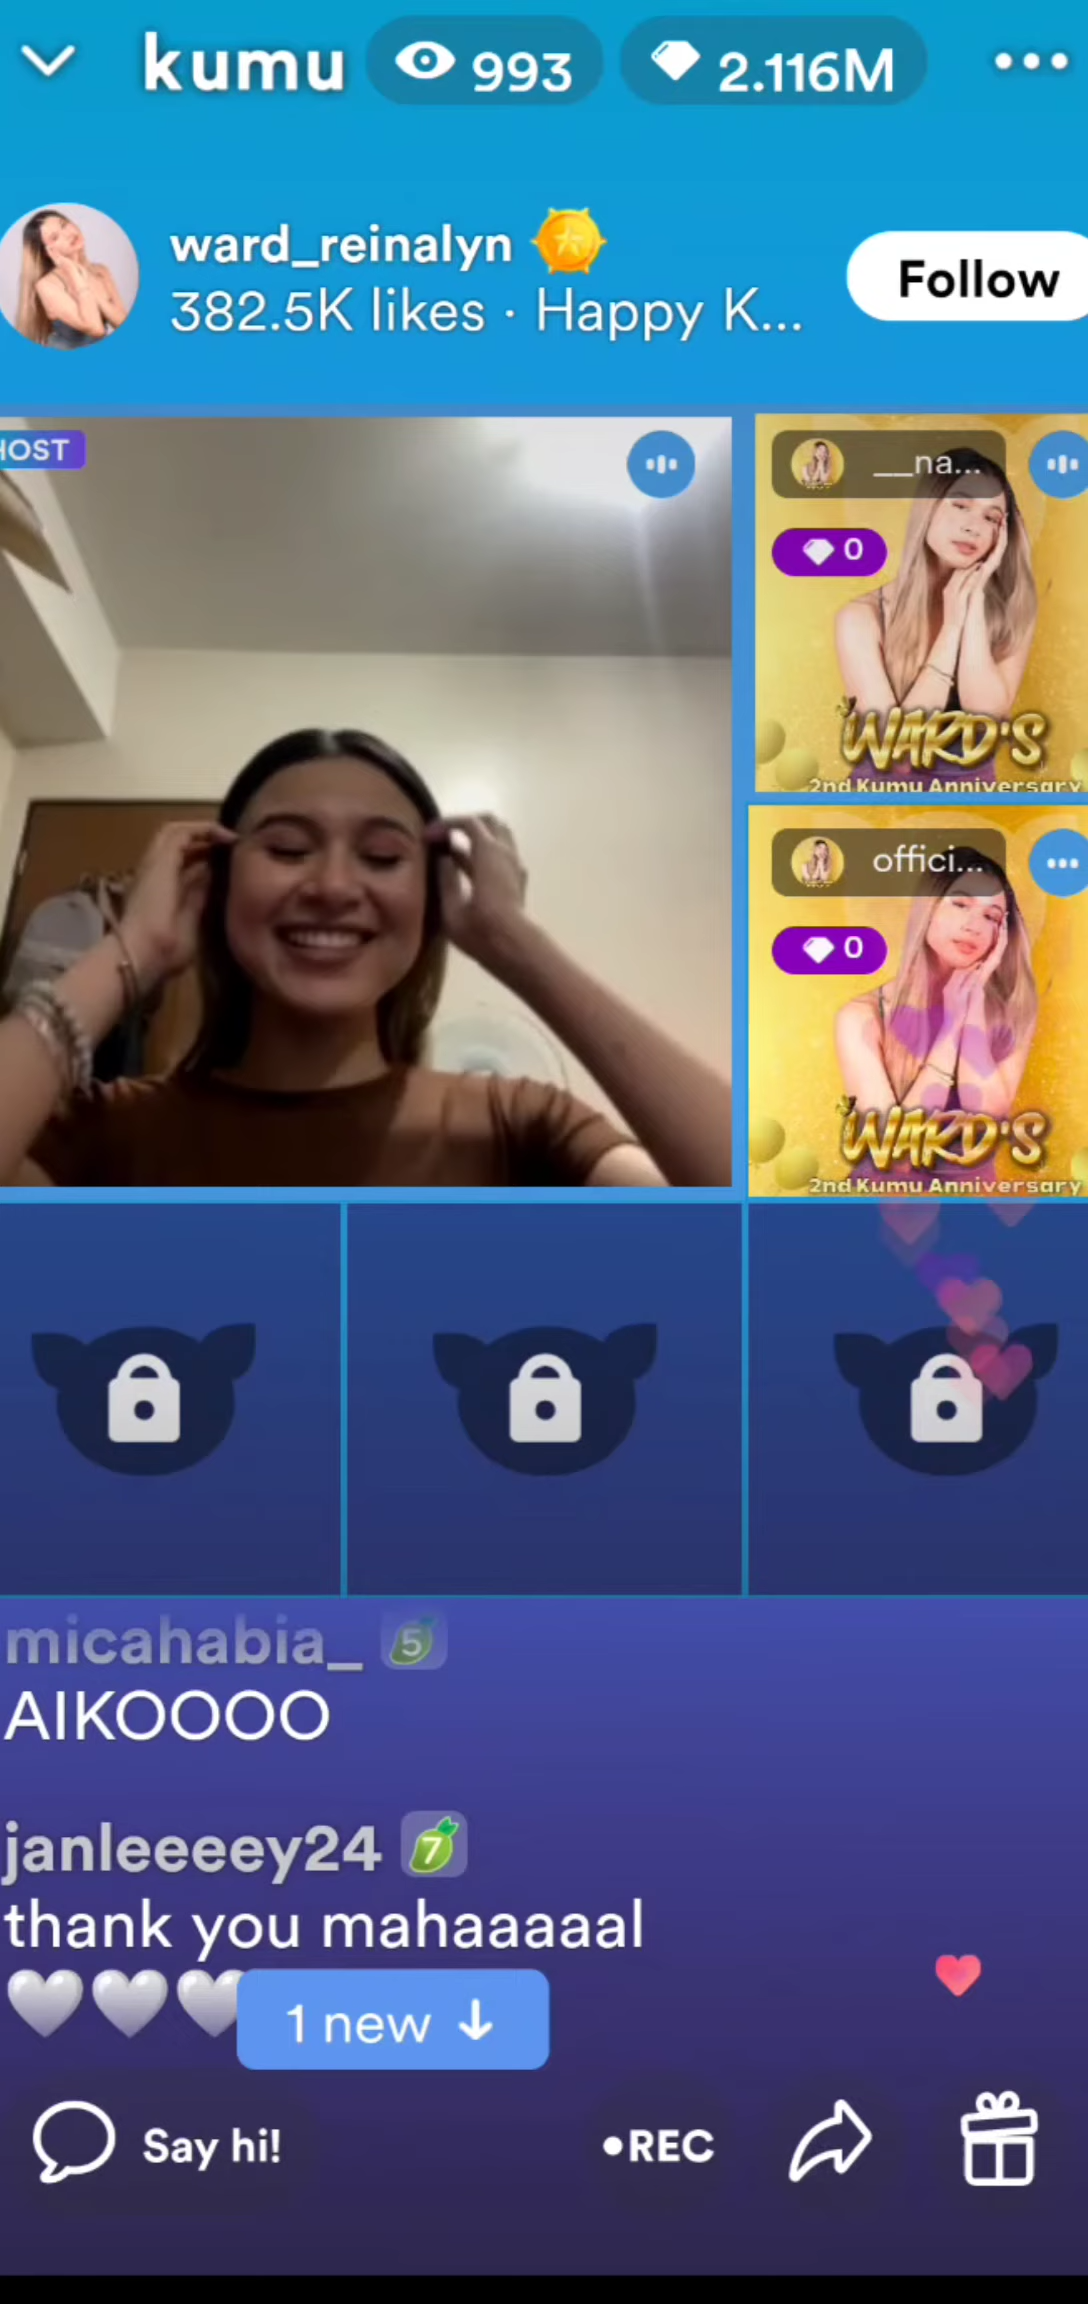 kumu 993 2.116M
ward_reinalyn
382.5K likes · Happy K...
Follow
HOST
__na...
0
WARD'S
2nd Kumu Anniversary
offici...
0
WARD'S
2nd Kumu Anniversary
micahabia_ 5
AIKOOOO
janleeeey24 7
thank you mahaaaaal
1 new
Say hi!
REC